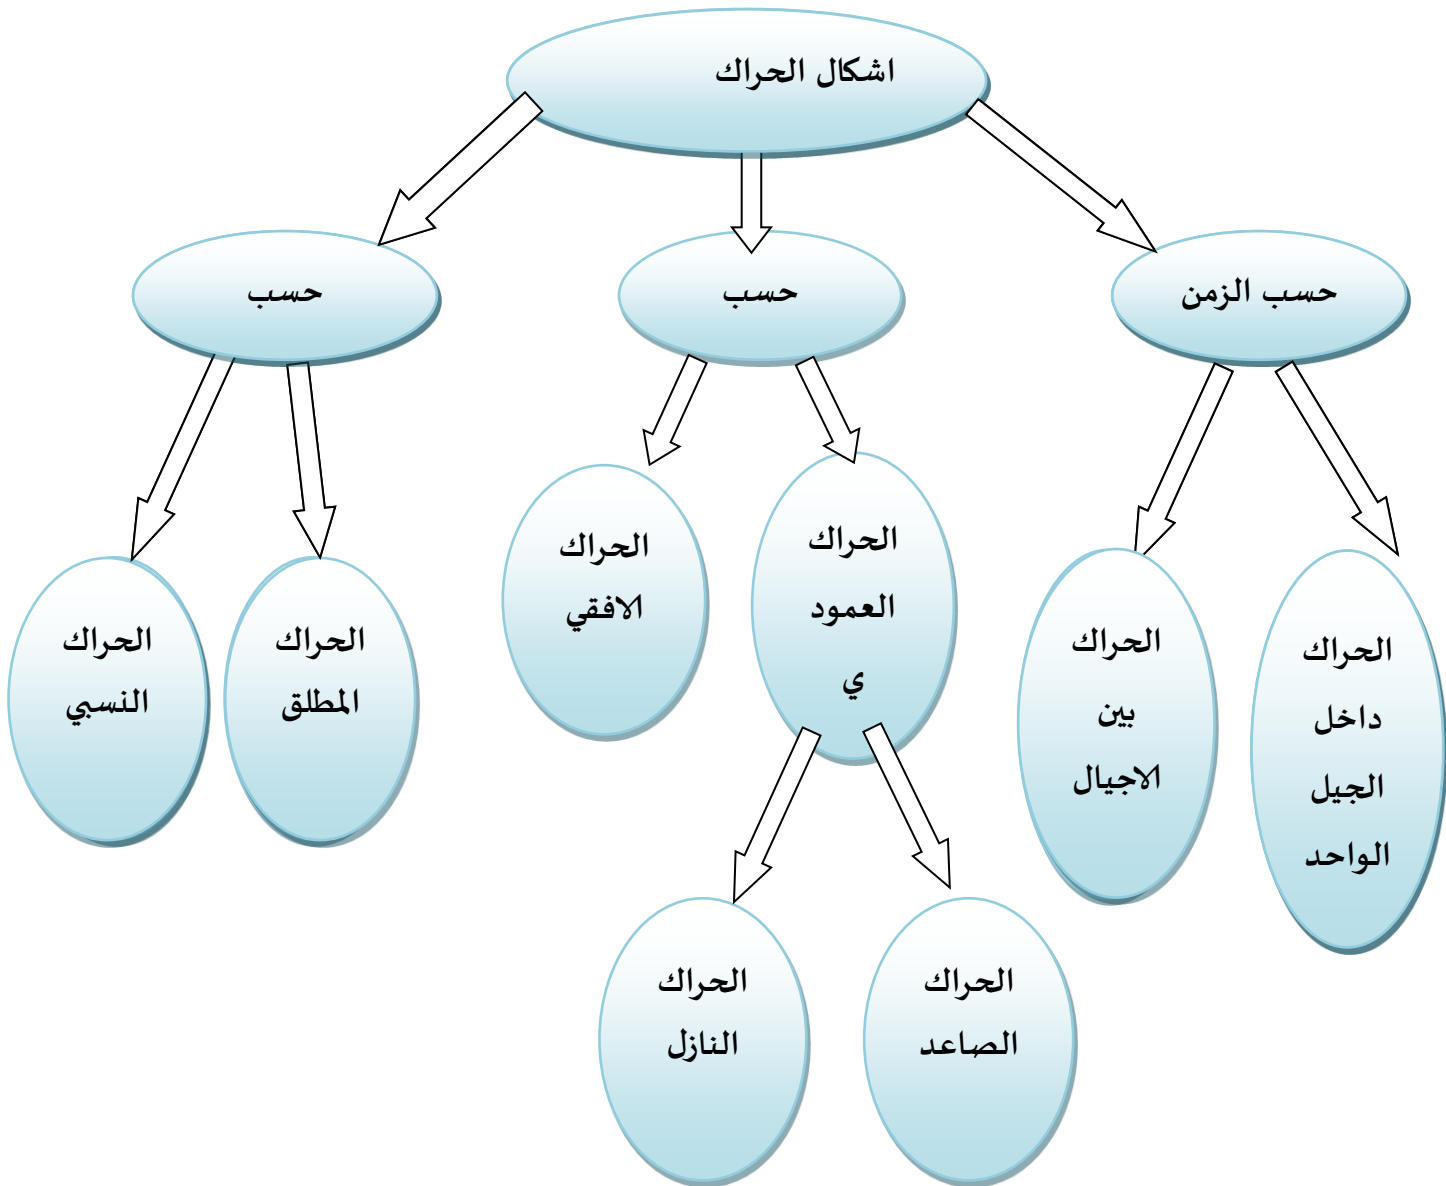 اشكال الحراك
حسب الزمن
حسب
حسب
الحراك
داخل
الجيل
الواحد
الحراك
بين
الاجيال
الحراك
العمود
ي
الحراك
الافقي
الحراك
المطلق
الحراك
النسبي
الحراك
الصاعد
الحراك
النازل